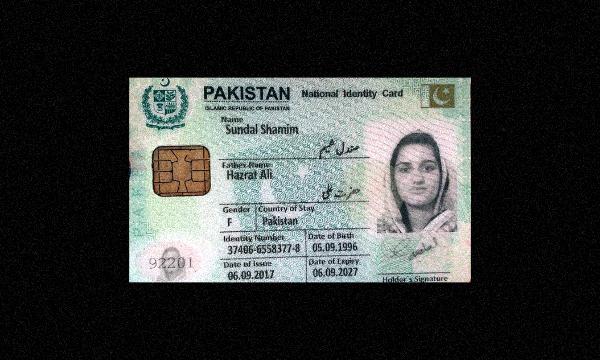 PAKISTAN National Identity Card
ISLAMIC REPUBLIC OF PAKISTAN
Name
Sundal Shamim
صندل شمیم
Father Name
Hazrat Ali
حضرت علی
Gender Country of Stay
F Pakistan
Identity Number Date of Birth
37406-6558377-8 05.09.1996
Date of Issue Date of Expiry
06.09.2017 06.09.2027
92201
Holder's Signature